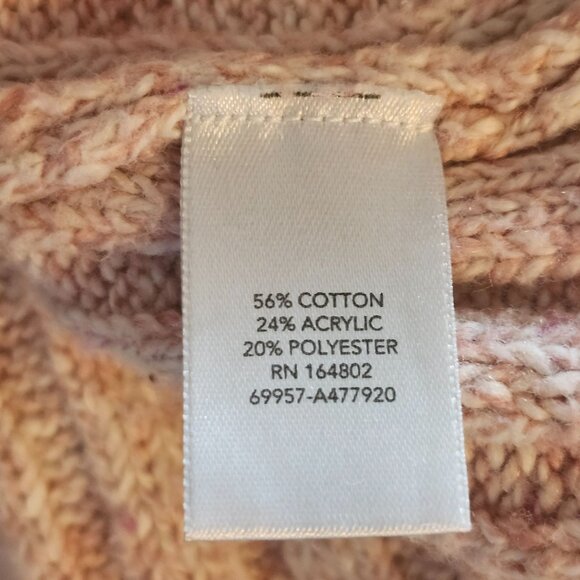 56% COTTON
24% ACRYLIC
20% POLYESTER
RN 164802
69957-A477920